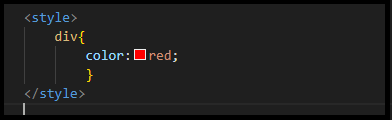 <style>
div{
color:red;
}
</style>